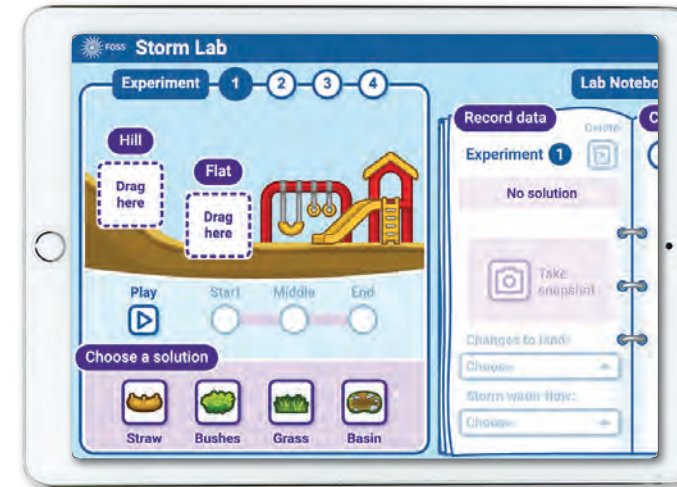 FOSS Storm Lab
Experiment 1 2 3 4
Hill
Drag
here
Flat
Drag
here
Play
Start Middle End
Choose a solution
Straw Bushes Grass Basin
Lab Notebo
Record data
Delete
Experiment 1
No solution
Take
snapshot
Changes to land:
Choose
Storm water flow:
Choose
C